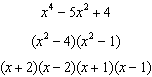 x⁴ − 5x² + 4
(x² − 4)(x² − 1)
(x + 2)(x − 2)(x + 1)(x − 1)